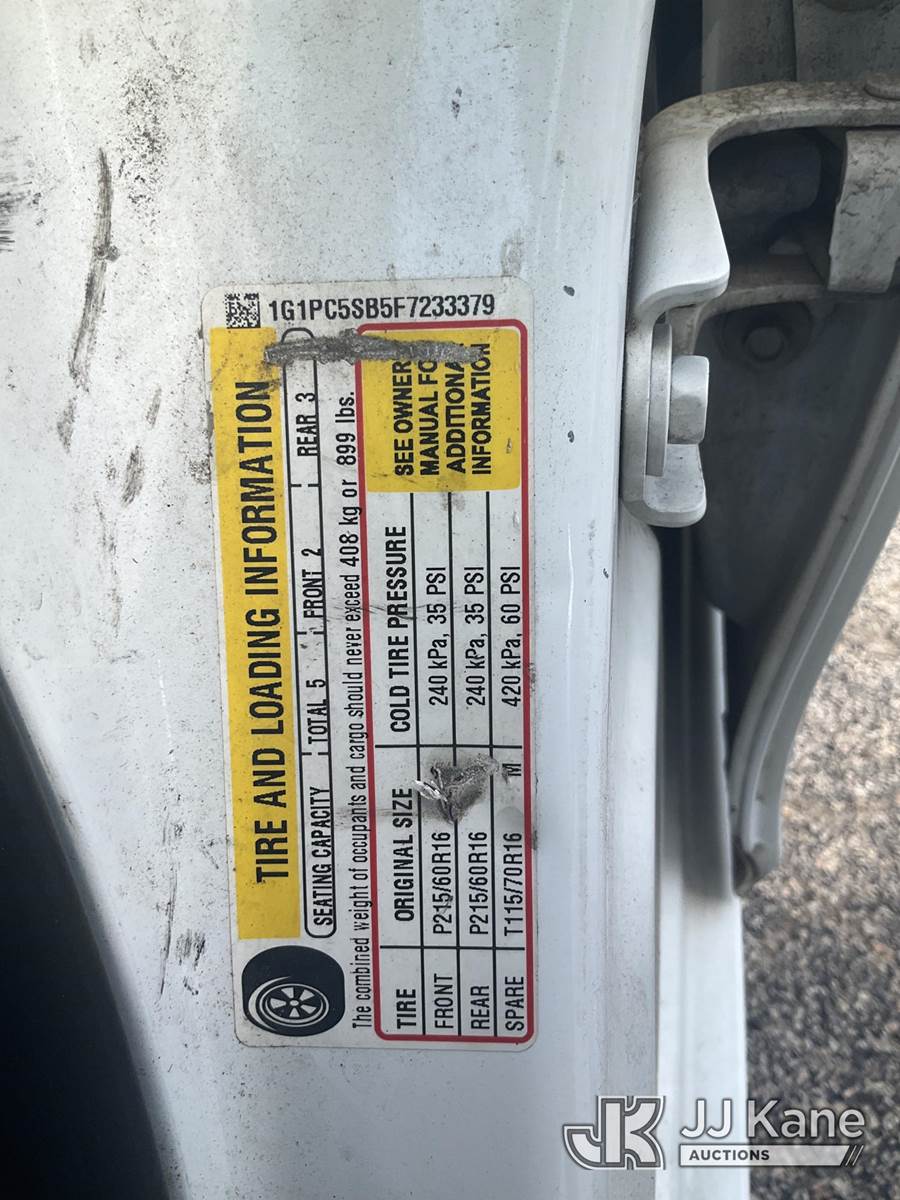 1G1PC5SB5F7233379
TIRE AND LOADING INFORMATION
SEATING CAPACITY TOTAL 5 FRONT 2 REAR 3
The combined weight of occupants and cargo should never exceed 408 kg or 899 lbs.
TIRE ORIGINAL SIZE COLD TIRE PRESSURE
FRONT P215/60R16 240 kPa, 35 PSI
REAR P215/60R16 240 kPa, 35 PSI
SPARE T115/70R16 M 420 kPa, 60 PSI
SEE OWNER
MANUAL FO
ADDITIONA
INFORMATION
JK JJ Kane
AUCTIONS